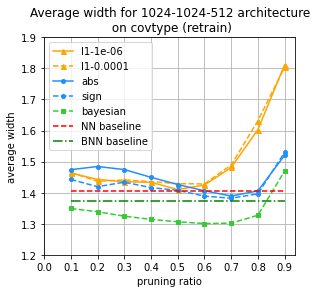 Average width for 1024-1024-512 architecture
on covtype (retrain)
l1-1e-06
l1-0.0001
abs
sign
bayesian
NN baseline
BNN baseline
average width
1.9
1.8
1.7
1.6
1.5
1.4
1.3
1.2
0.0 0.1 0.2 0.3 0.4 0.5 0.6 0.7 0.8 0.9
pruning ratio